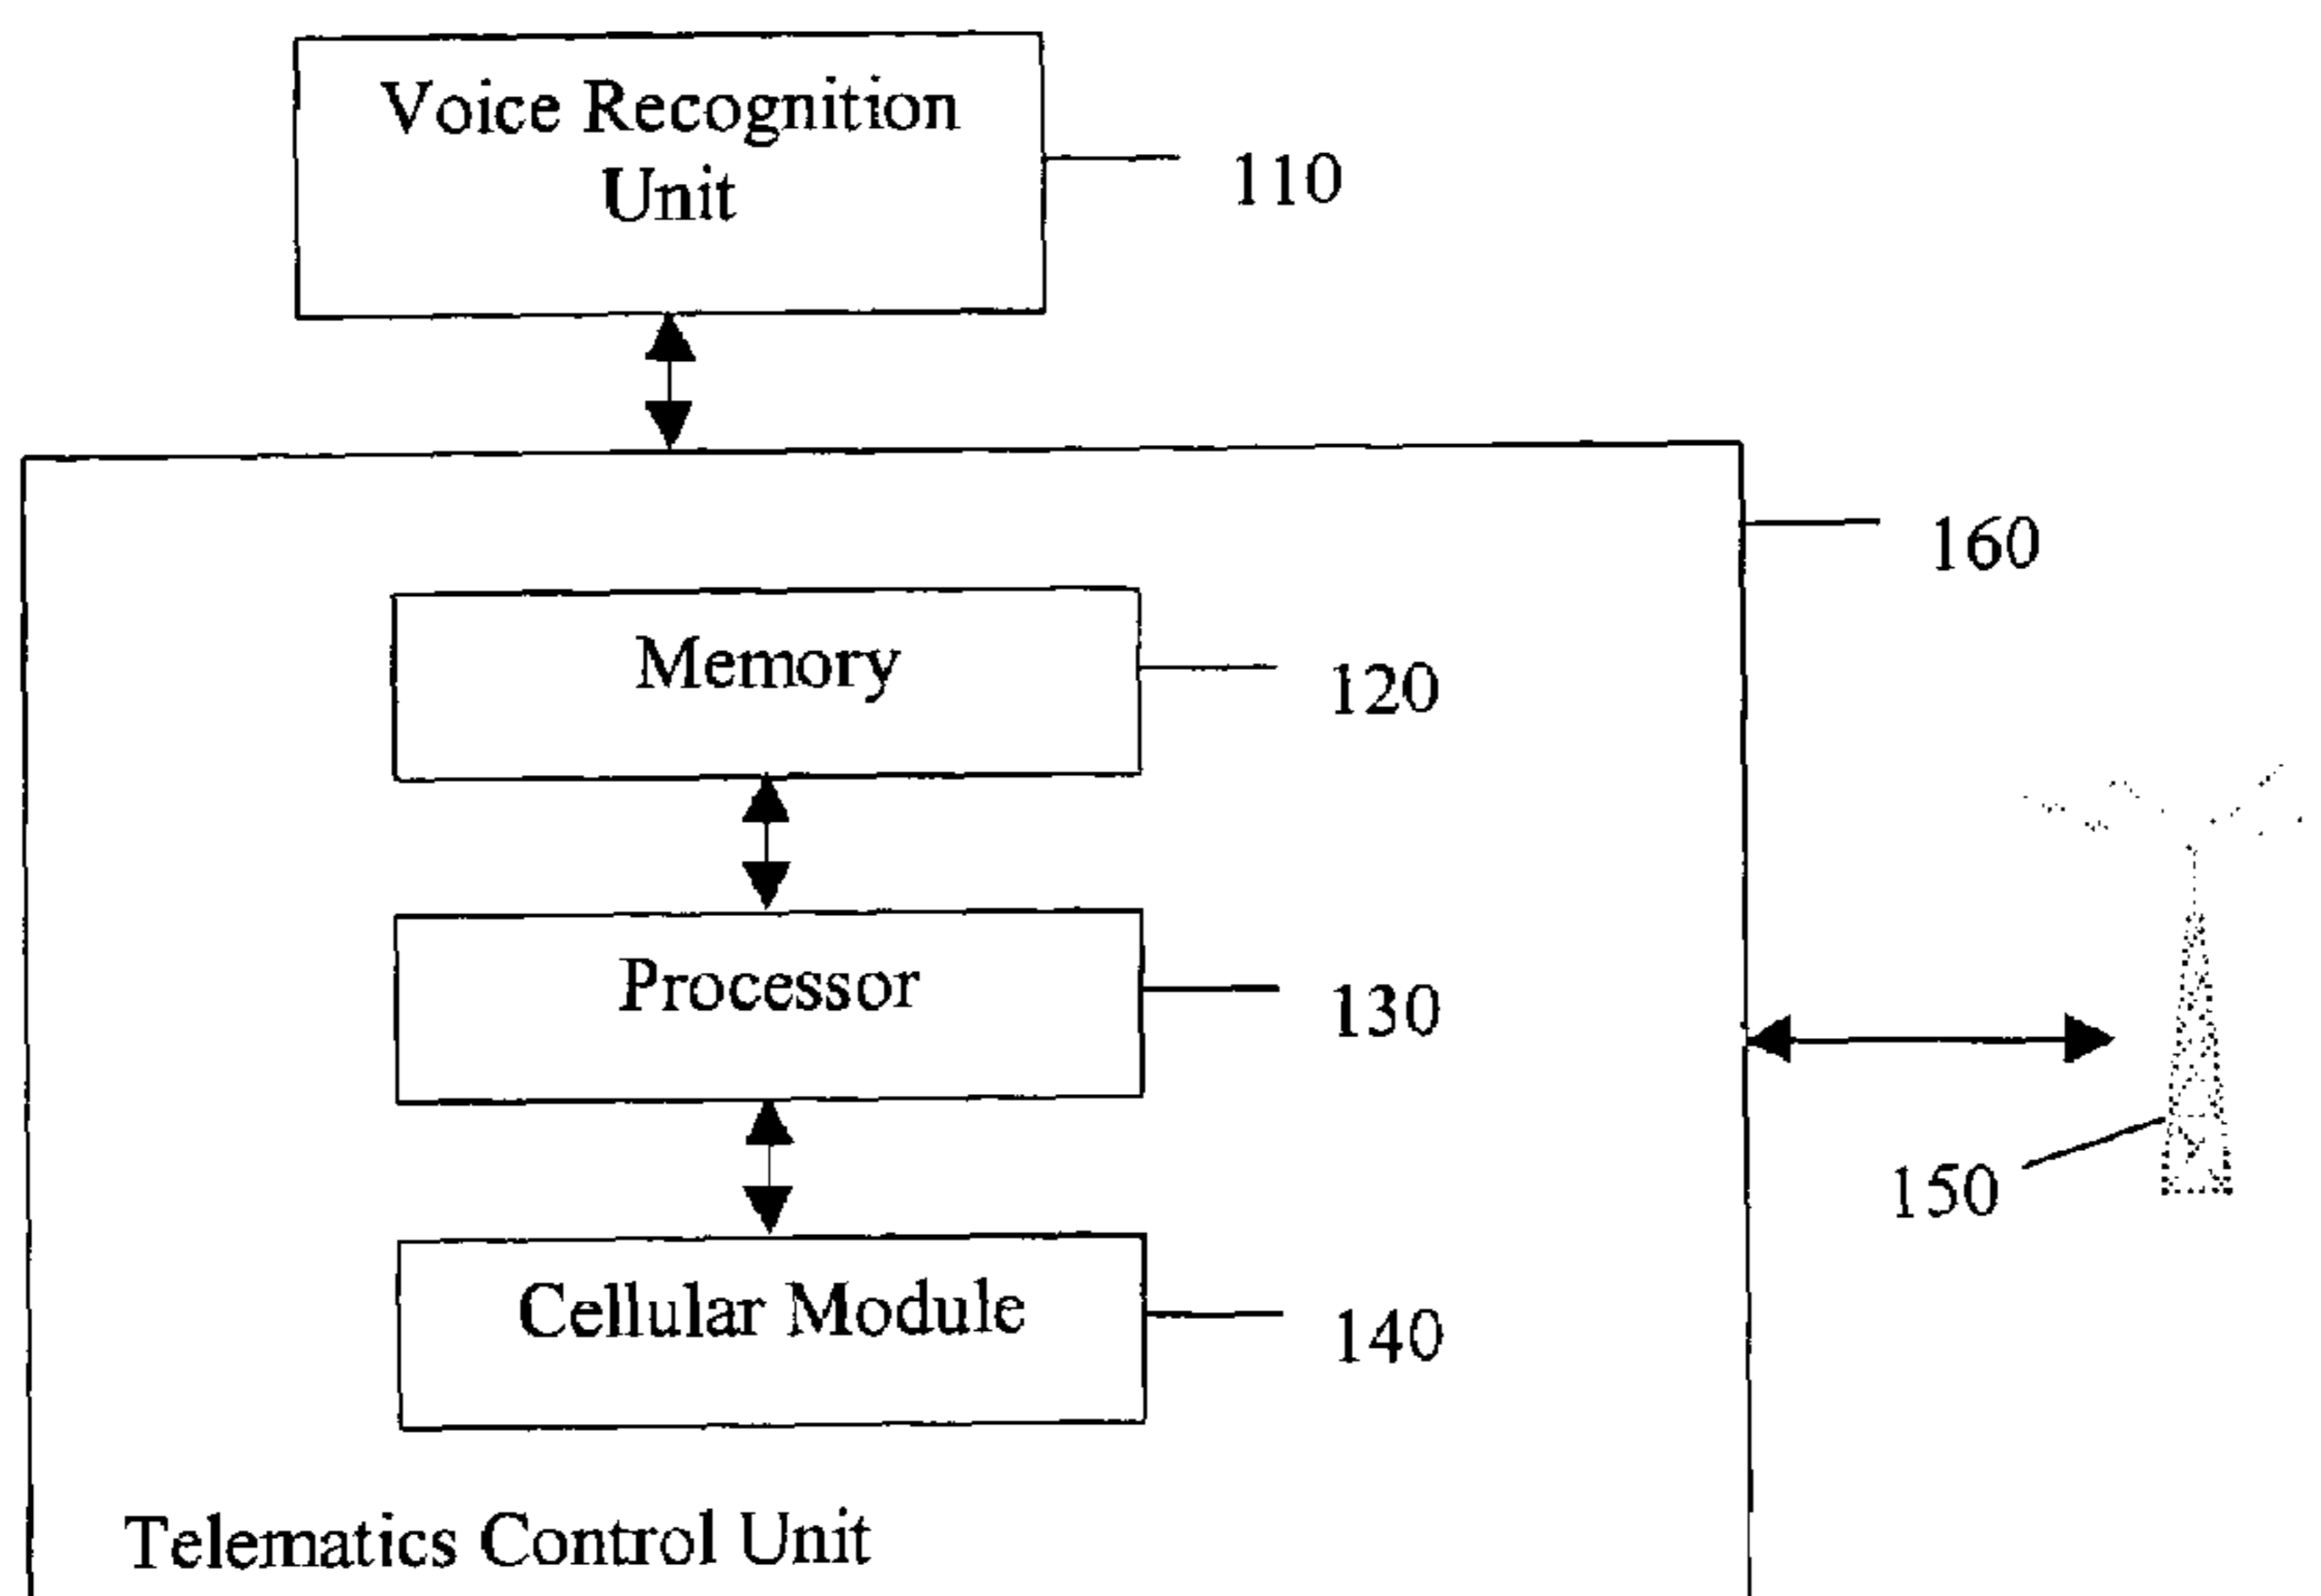 Voice Recognition
Unit
110
160
Memory
120
Processor
130
150
Cellular Module
140
Telematics Control Unit